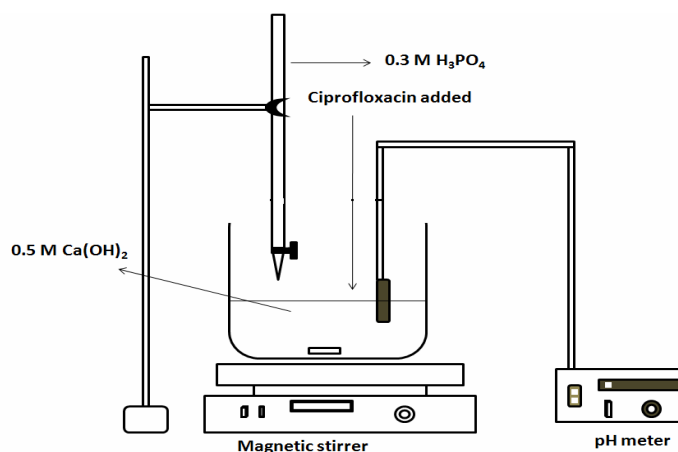 0.3 M H₃PO₄
Ciprofloxacin added
0.5 M Ca(OH)₂
Magnetic stirrer
pH meter